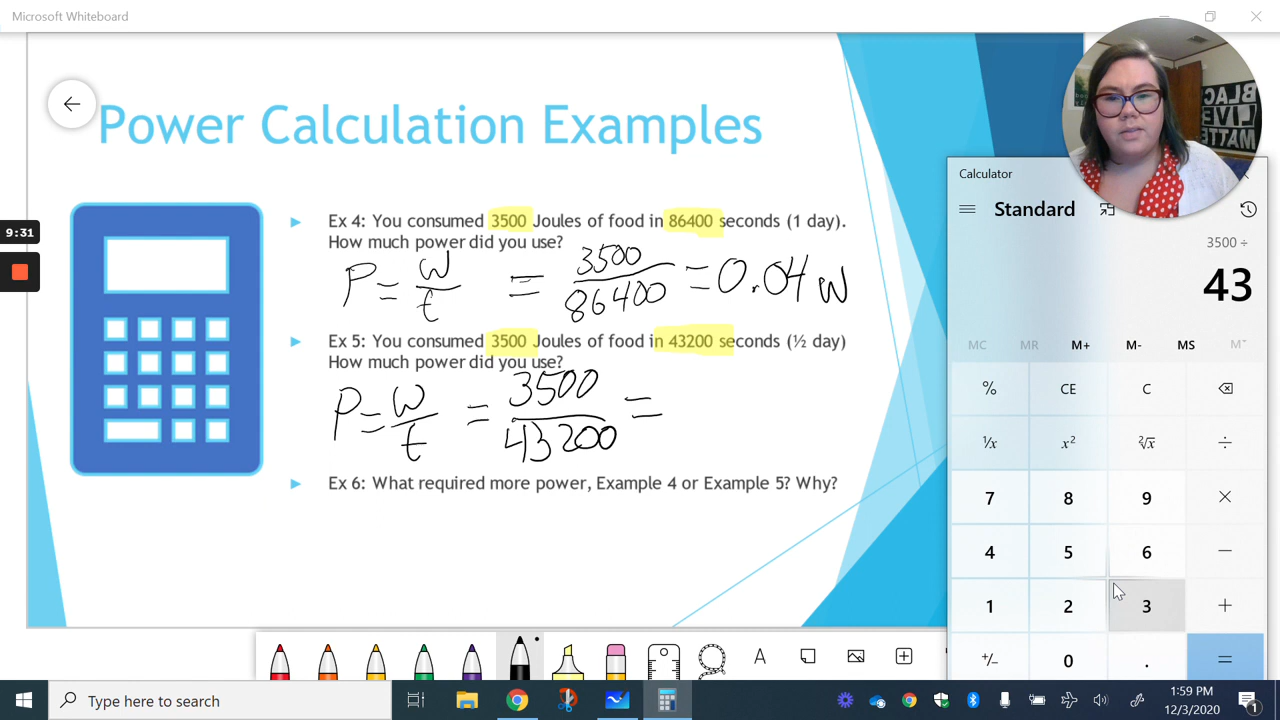 Microsoft Whiteboard
Power Calculation Examples
Ex 4: You consumed 3500 Joules of food in 86400 seconds (1 day).
How much power did you use?
P = W/t = 3500/86400 = 0.04 W
Ex 5: You consumed 3500 Joules of food in 43200 seconds (½ day)
How much power did you use?
P = W/t = 3500/43200 =
Ex 6: What required more power, Example 4 or Example 5? Why?
9:31
BLACK
LIVE
MATTE
Calculator
Standard
3500 ÷
43
MC MR M+ M- MS M˅
% CE C
¹/x x² ²√x ÷
7 8 9 ×
4 5 6 −
1 2 3 +
+/- 0 . =
A
Type here to search
1:59 PM
12/3/2020
1